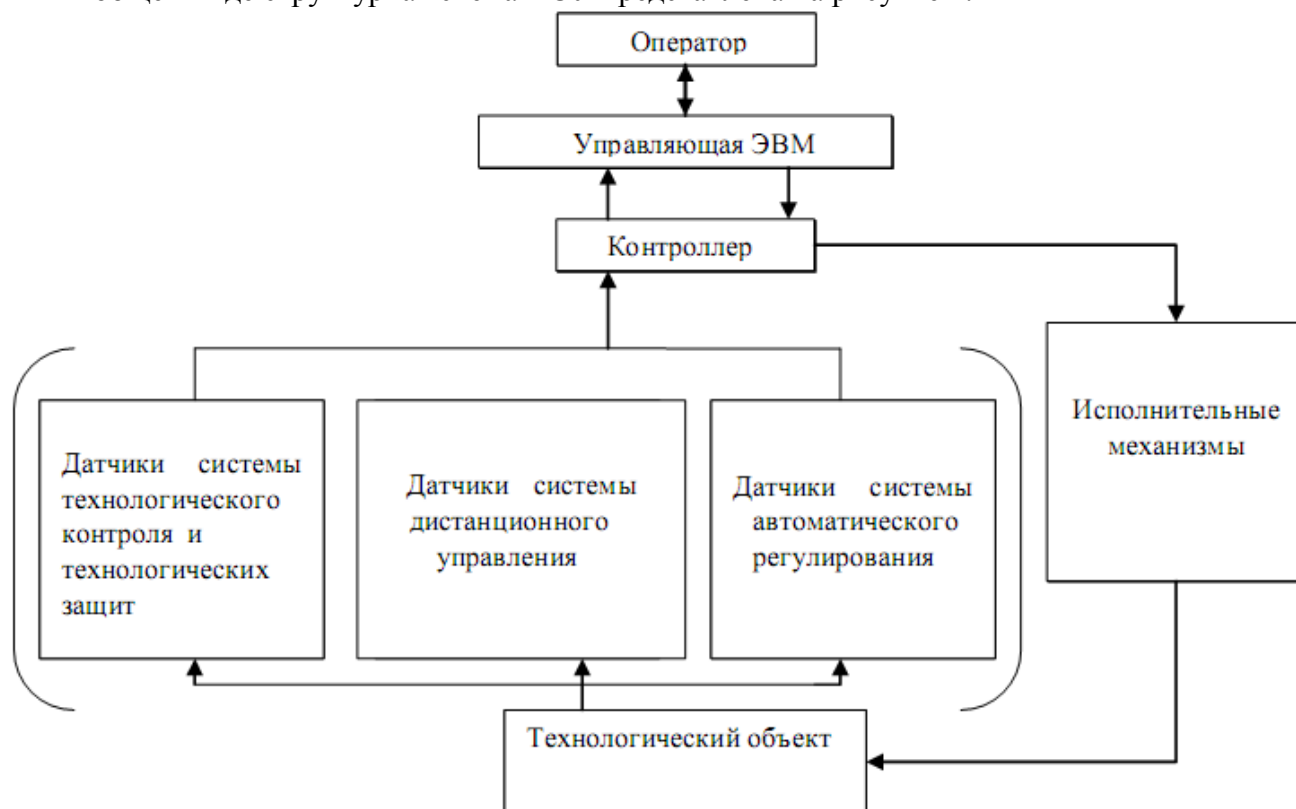 Оператор
Управляющая ЭВМ
Контроллер
Датчики системы
технологического
контроля и
технологических
защит
Датчики системы
дистанционного
управления
Датчики системы
автоматического
регулирования
Исполнительные
механизмы
Технологический объект